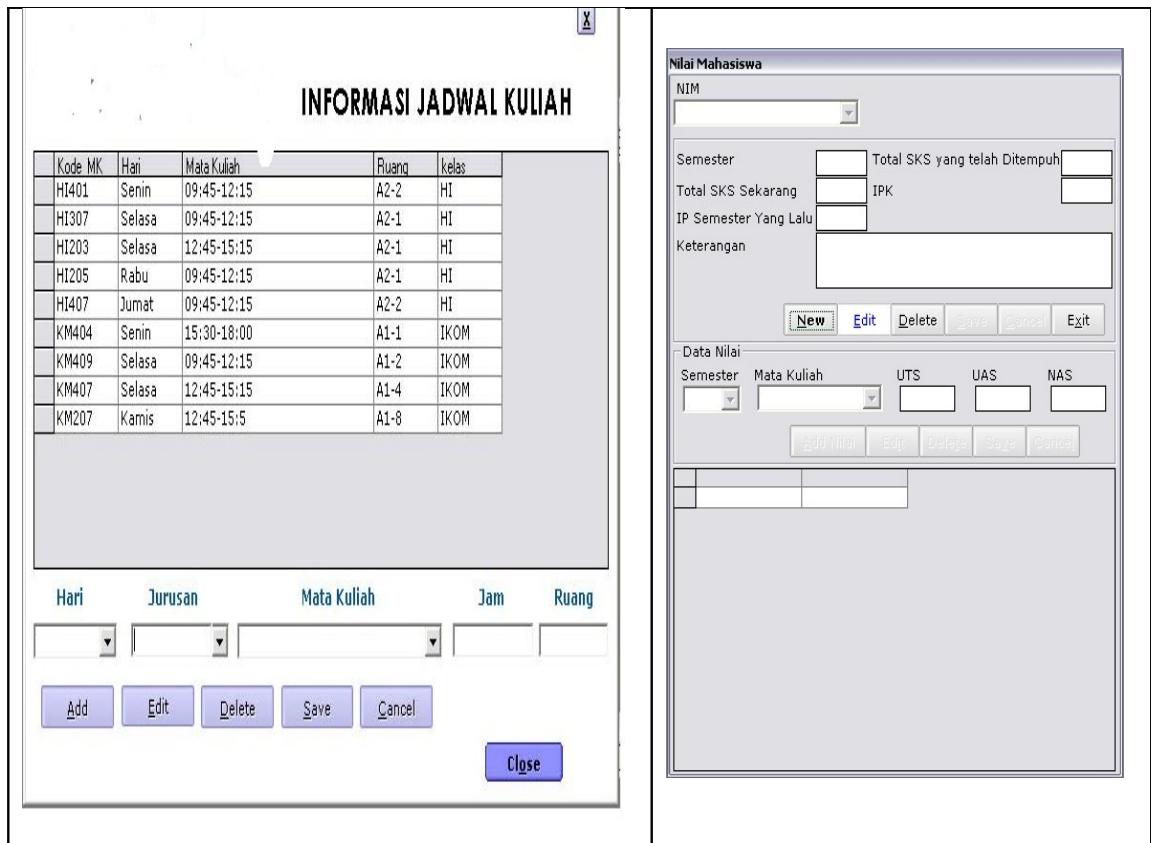 X
INFORMASI JADWAL KULIAH
Kode MK Hari Mata Kuliah Ruang kelas
HI401 Senin 09:45-12:15 A2-2 HI
HI307 Selasa 09:45-12:15 A2-1 HI
HI203 Selasa 12:45-15:15 A2-1 HI
HI205 Rabu 09:45-12:15 A2-1 HI
HI407 Jumat 09:45-12:15 A2-2 HI
KM404 Senin 15:30-18:00 A1-1 IKOM
KM409 Selasa 09:45-12:15 A1-2 IKOM
KM407 Selasa 12:45-15:15 A1-4 IKOM
KM207 Kamis 12:45-15:5 A1-8 IKOM
Hari Jurusan Mata Kuliah Jam Ruang
Add Edit Delete Save Cancel
Close
Nilai Mahasiswa
NIM
Semester Total SKS yang telah Ditempuh
Total SKS Sekarang IPK
IP Semester Yang Lalu
Keterangan
New Edit Delete Save Cancel Exit
Data Nilai
Semester Mata Kuliah UTS UAS NAS
Add Nilai Edit Delete Save Cancel